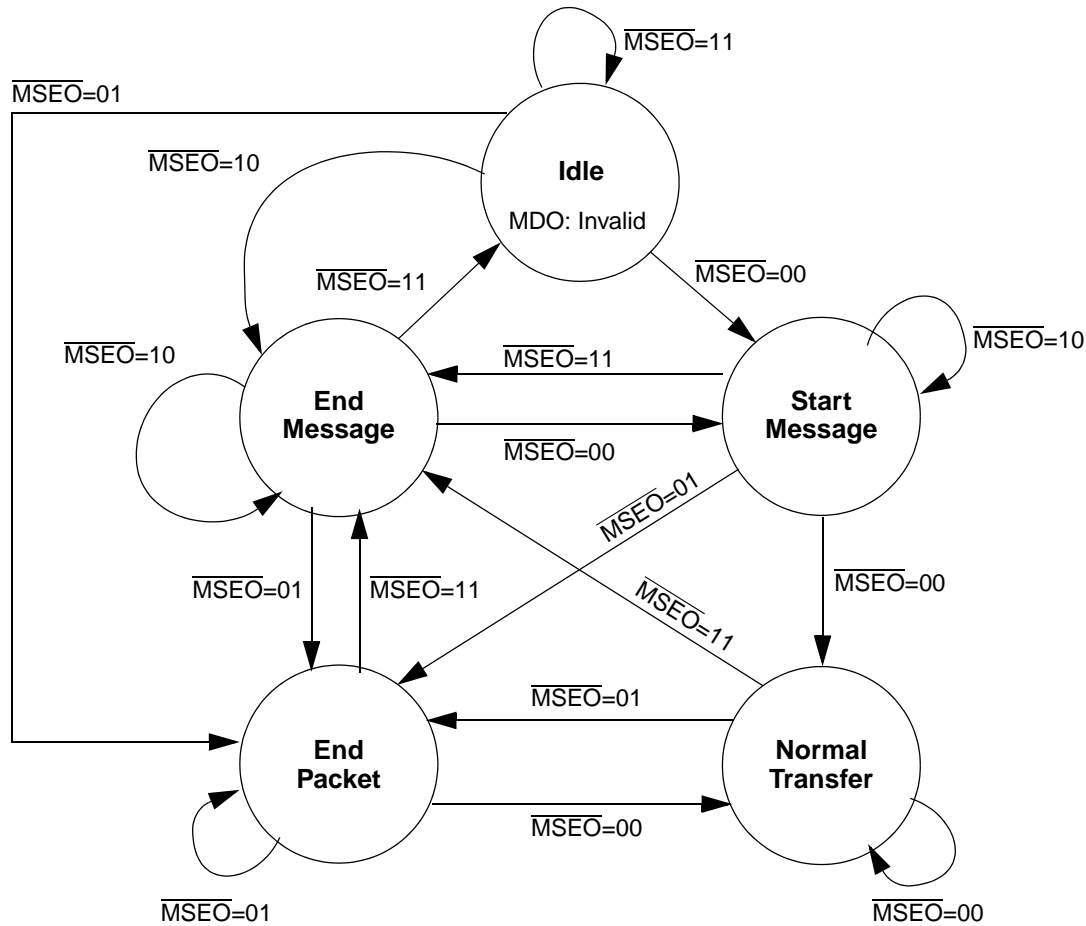 MSEO=11
MSEO=01
MSEO=10
Idle
MDO: Invalid
MSEO=11
MSEO=00
MSEO=10
MSEO=11
MSEO=10
End
Message
Start
Message
MSEO=00
MSEO=01
MSEO=01
MSEO=11
MSEO=11
MSEO=00
MSEO=01
End
Packet
Normal
Transfer
MSEO=00
MSEO=01
MSEO=00